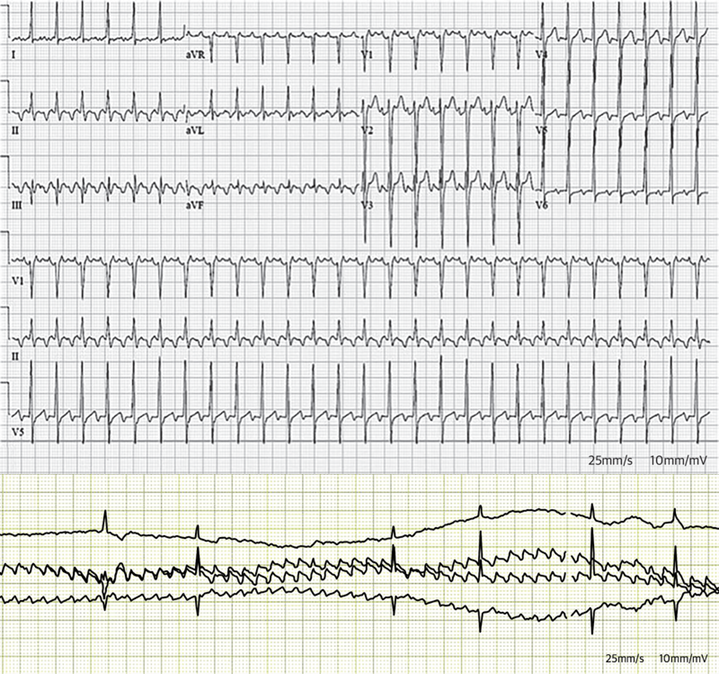 I aVR V1 V4
II aVL V2 V5
III aVF V3 V6
V1
II
V5
25mm/s 10mm/mV
25mm/s 10mm/mV